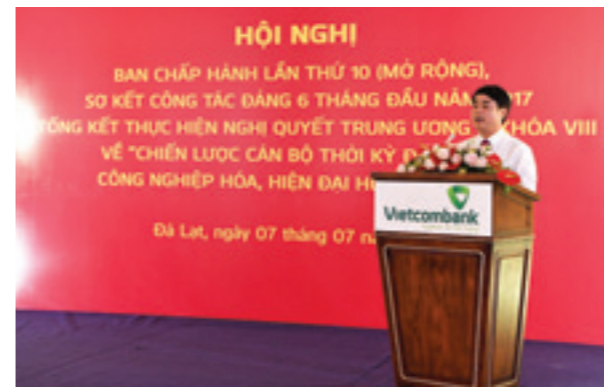 HỘI NGHỊ
BAN CHẤP HÀNH LẦN THỨ 10 (MỞ RỘNG),
SƠ KẾT CÔNG TÁC ĐẢNG 6 THÁNG ĐẦU NĂM 2017
TỔNG KẾT THỰC HIỆN NGHỊ QUYẾT TRUNG ƯƠNG KHÓA VIII
VỀ "CHIẾN LƯỢC CÁN BỘ THỜI KỲ
CÔNG NGHIỆP HÓA, HIỆN ĐẠI
Đà Lạt, ngày 07 tháng 07
Vietcombank